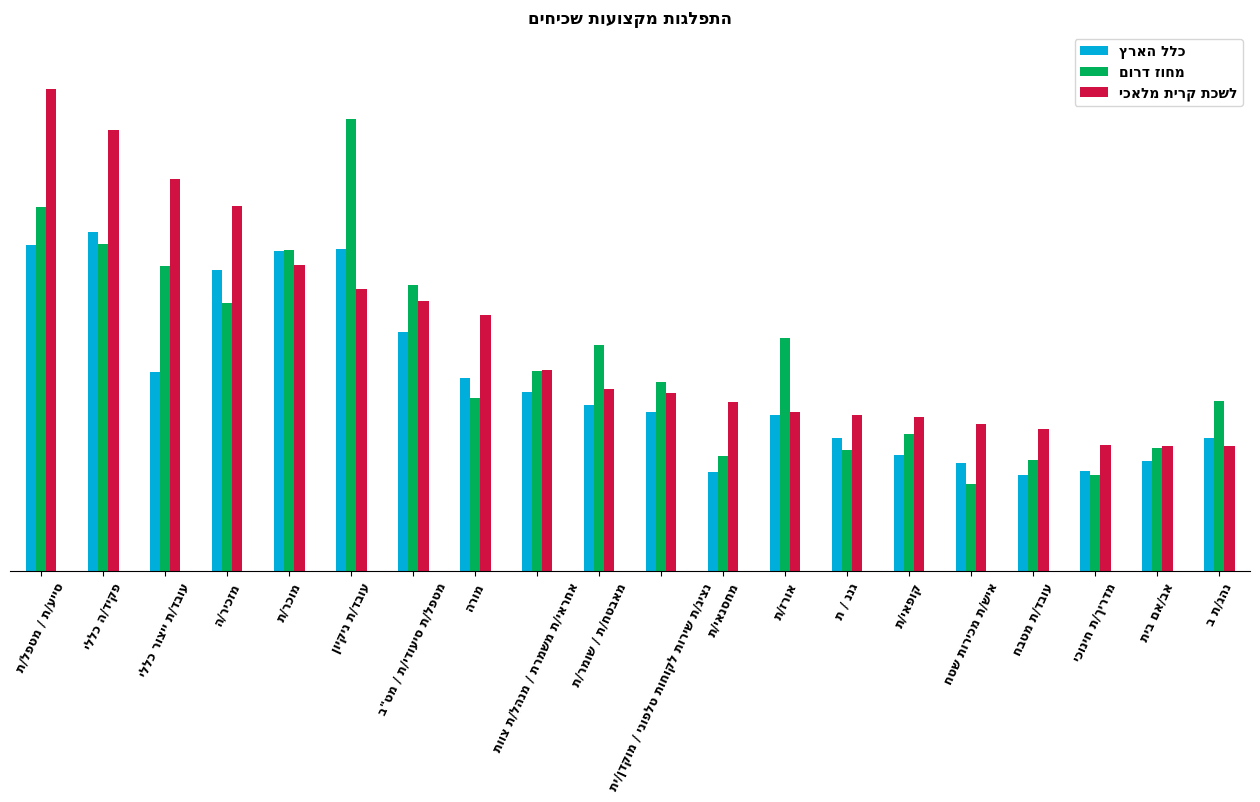 התפלגות מקצועות שכיחים
כלל הארץ
מחוז דרום
לשכת קרית מלאכי
סייע/ת / מטפל/ת
פקיד/ה כללי
עובד/ת ייצור כללי
מזכיר/ה
מוכר/ת
עובד/ת ניקיון
מטפל/ת סיעודי/ת / מט"ב
מורה
אחראי/ת משמרת / מנהל/ת צוות
מאבטח/ת / שומר/ת
נציג/ת שירות לקוחות טלפוני / מוקדן/ית
מחסנאי/ת
אורז/ת
גנן / ת
קופאי/ת
איש/ת מכירות שטח
עובד/ת מטבח
מדריך/ת חינוכי
אב/אם בית
נהג/ת ב